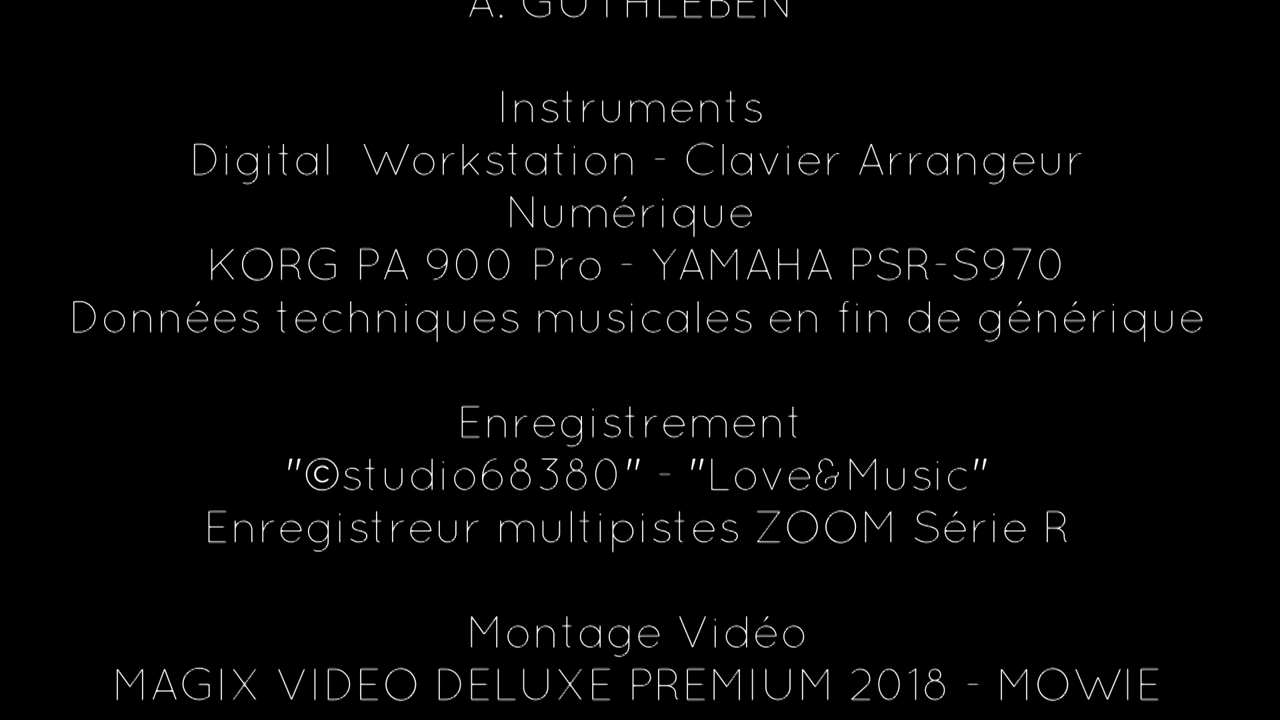 A. GUTHLEBEN
Instruments
Digital  Workstation - Clavier Arrangeur
Numérique
KORG PA 900 Pro - YAMAHA PSR-S970
Données techniques musicales en fin de générique
Enregistrement
"©studio68380" - "Love&Music"
Enregistreur multipistes ZOOM Série R
Montage Vidéo
MAGIX VIDEO DELUXE PREMIUM 2018 - MOWIE